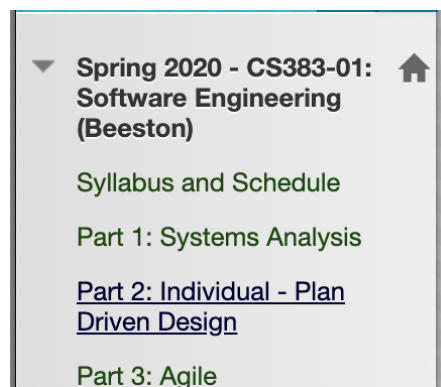 Spring 2020 - CS383-01:
Software Engineering
(Beeston)
Syllabus and Schedule
Part 1: Systems Analysis
Part 2: Individual - Plan
Driven Design
Part 3: Agile